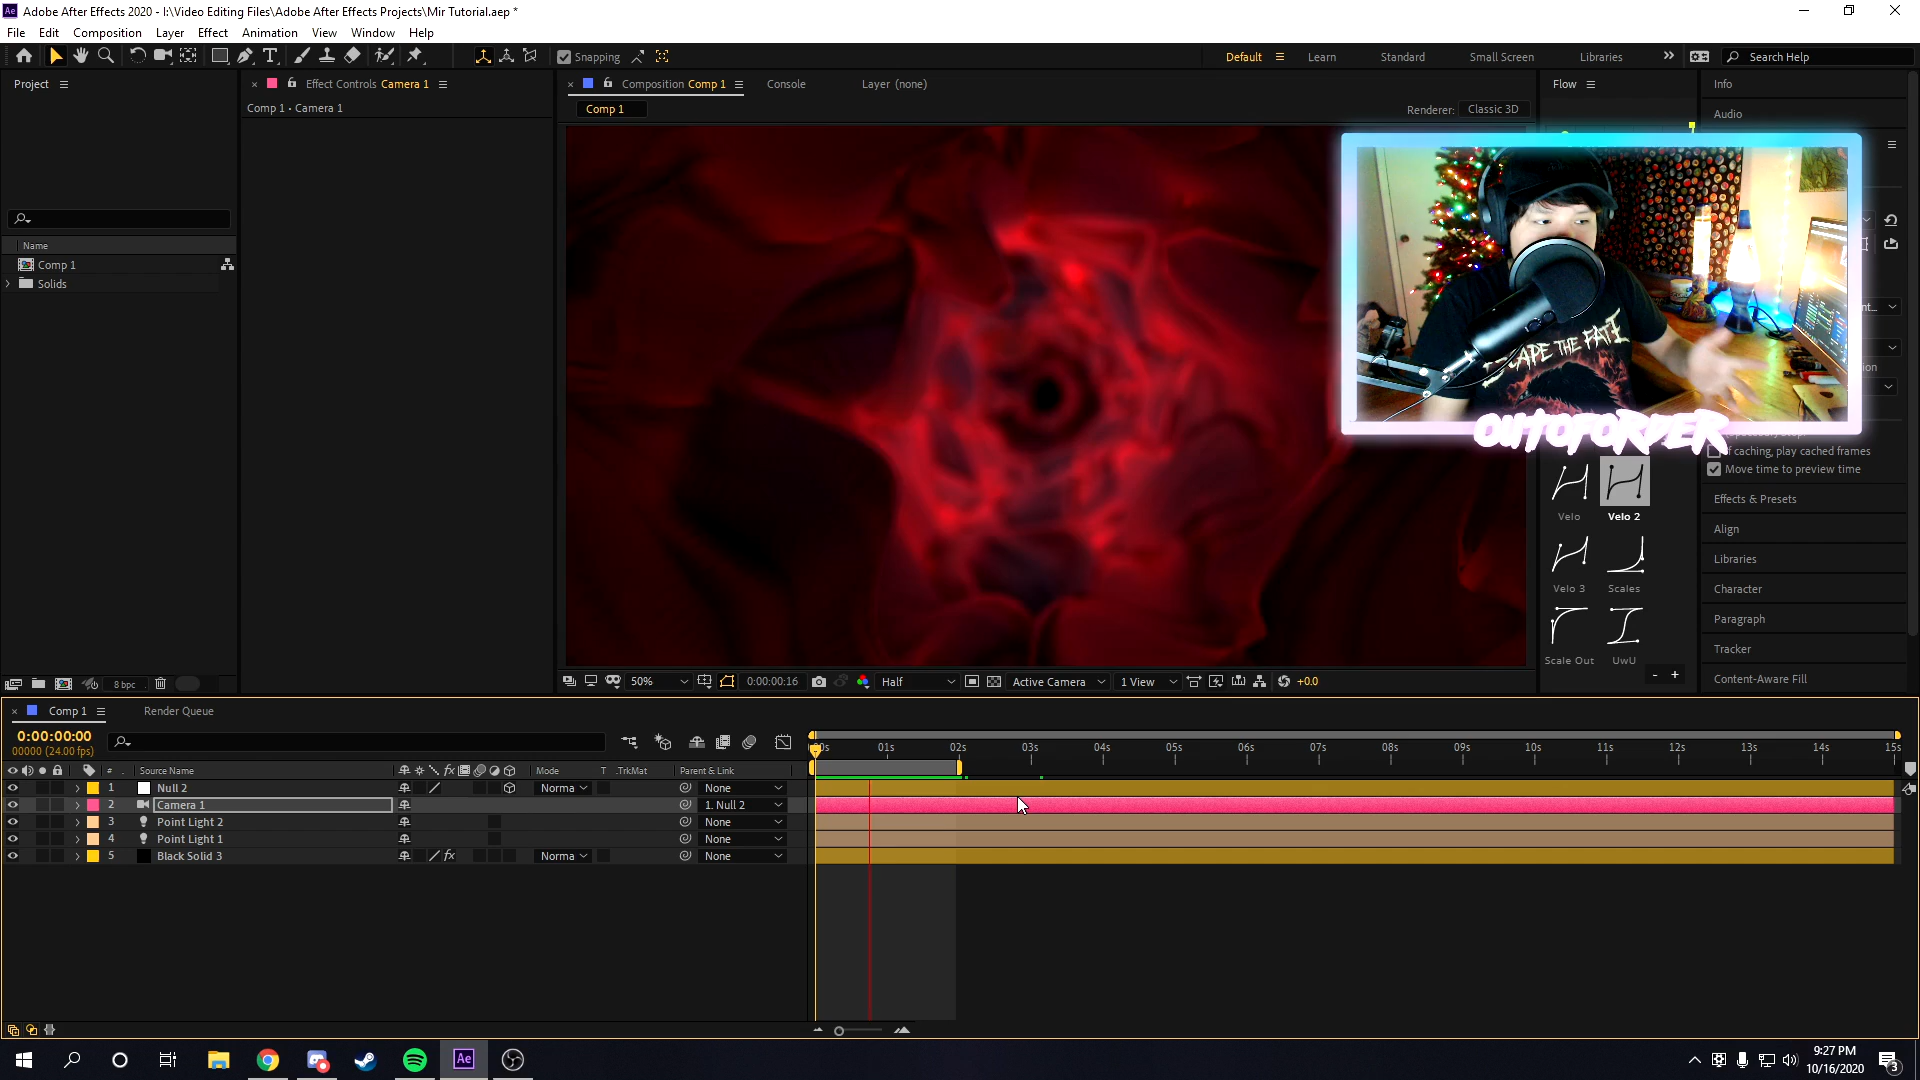 Adobe After Effects 2020 - I:\Video Editing Files\Adobe After Effects Projects\Mir Tutorial.aep *
File Edit Composition Layer Effect Animation View Window Help
Snapping
Default Learn Standard Small Screen Libraries Search Help
Project
Effect Controls Camera 1
Composition Comp 1
Console
Layer (none)
Flow
Info
Comp 1 • Camera 1
Comp 1
Renderer: Classic 3D
Audio
ESCAPE THE FATE
OUTOFORDER
If caching, play cached frames
Move time to preview time
Name
Comp 1
Solids
Velo
Velo 2
Velo 3
Scales
Scale Out
UwU
Effects & Presets
Align
Libraries
Character
Paragraph
Tracker
Content-Aware Fill
8 bpc
50%
0:00:00:16
Half
Active Camera
1 View
+0.0
Comp 1
Render Queue
0:00:00:00
00000 (24.00 fps)
# Source Name Mode T .TrkMat Parent & Link
01s 02s 03s 04s 05s 06s 07s 08s 09s 10s 11s 12s 13s 14s 15s
1 Null 2 Norma None
2 Camera 1 1. Null 2
3 Point Light 2 None
4 Point Light 1 None
5 Black Solid 3 Norma None
9:27 PM
10/16/2020
3